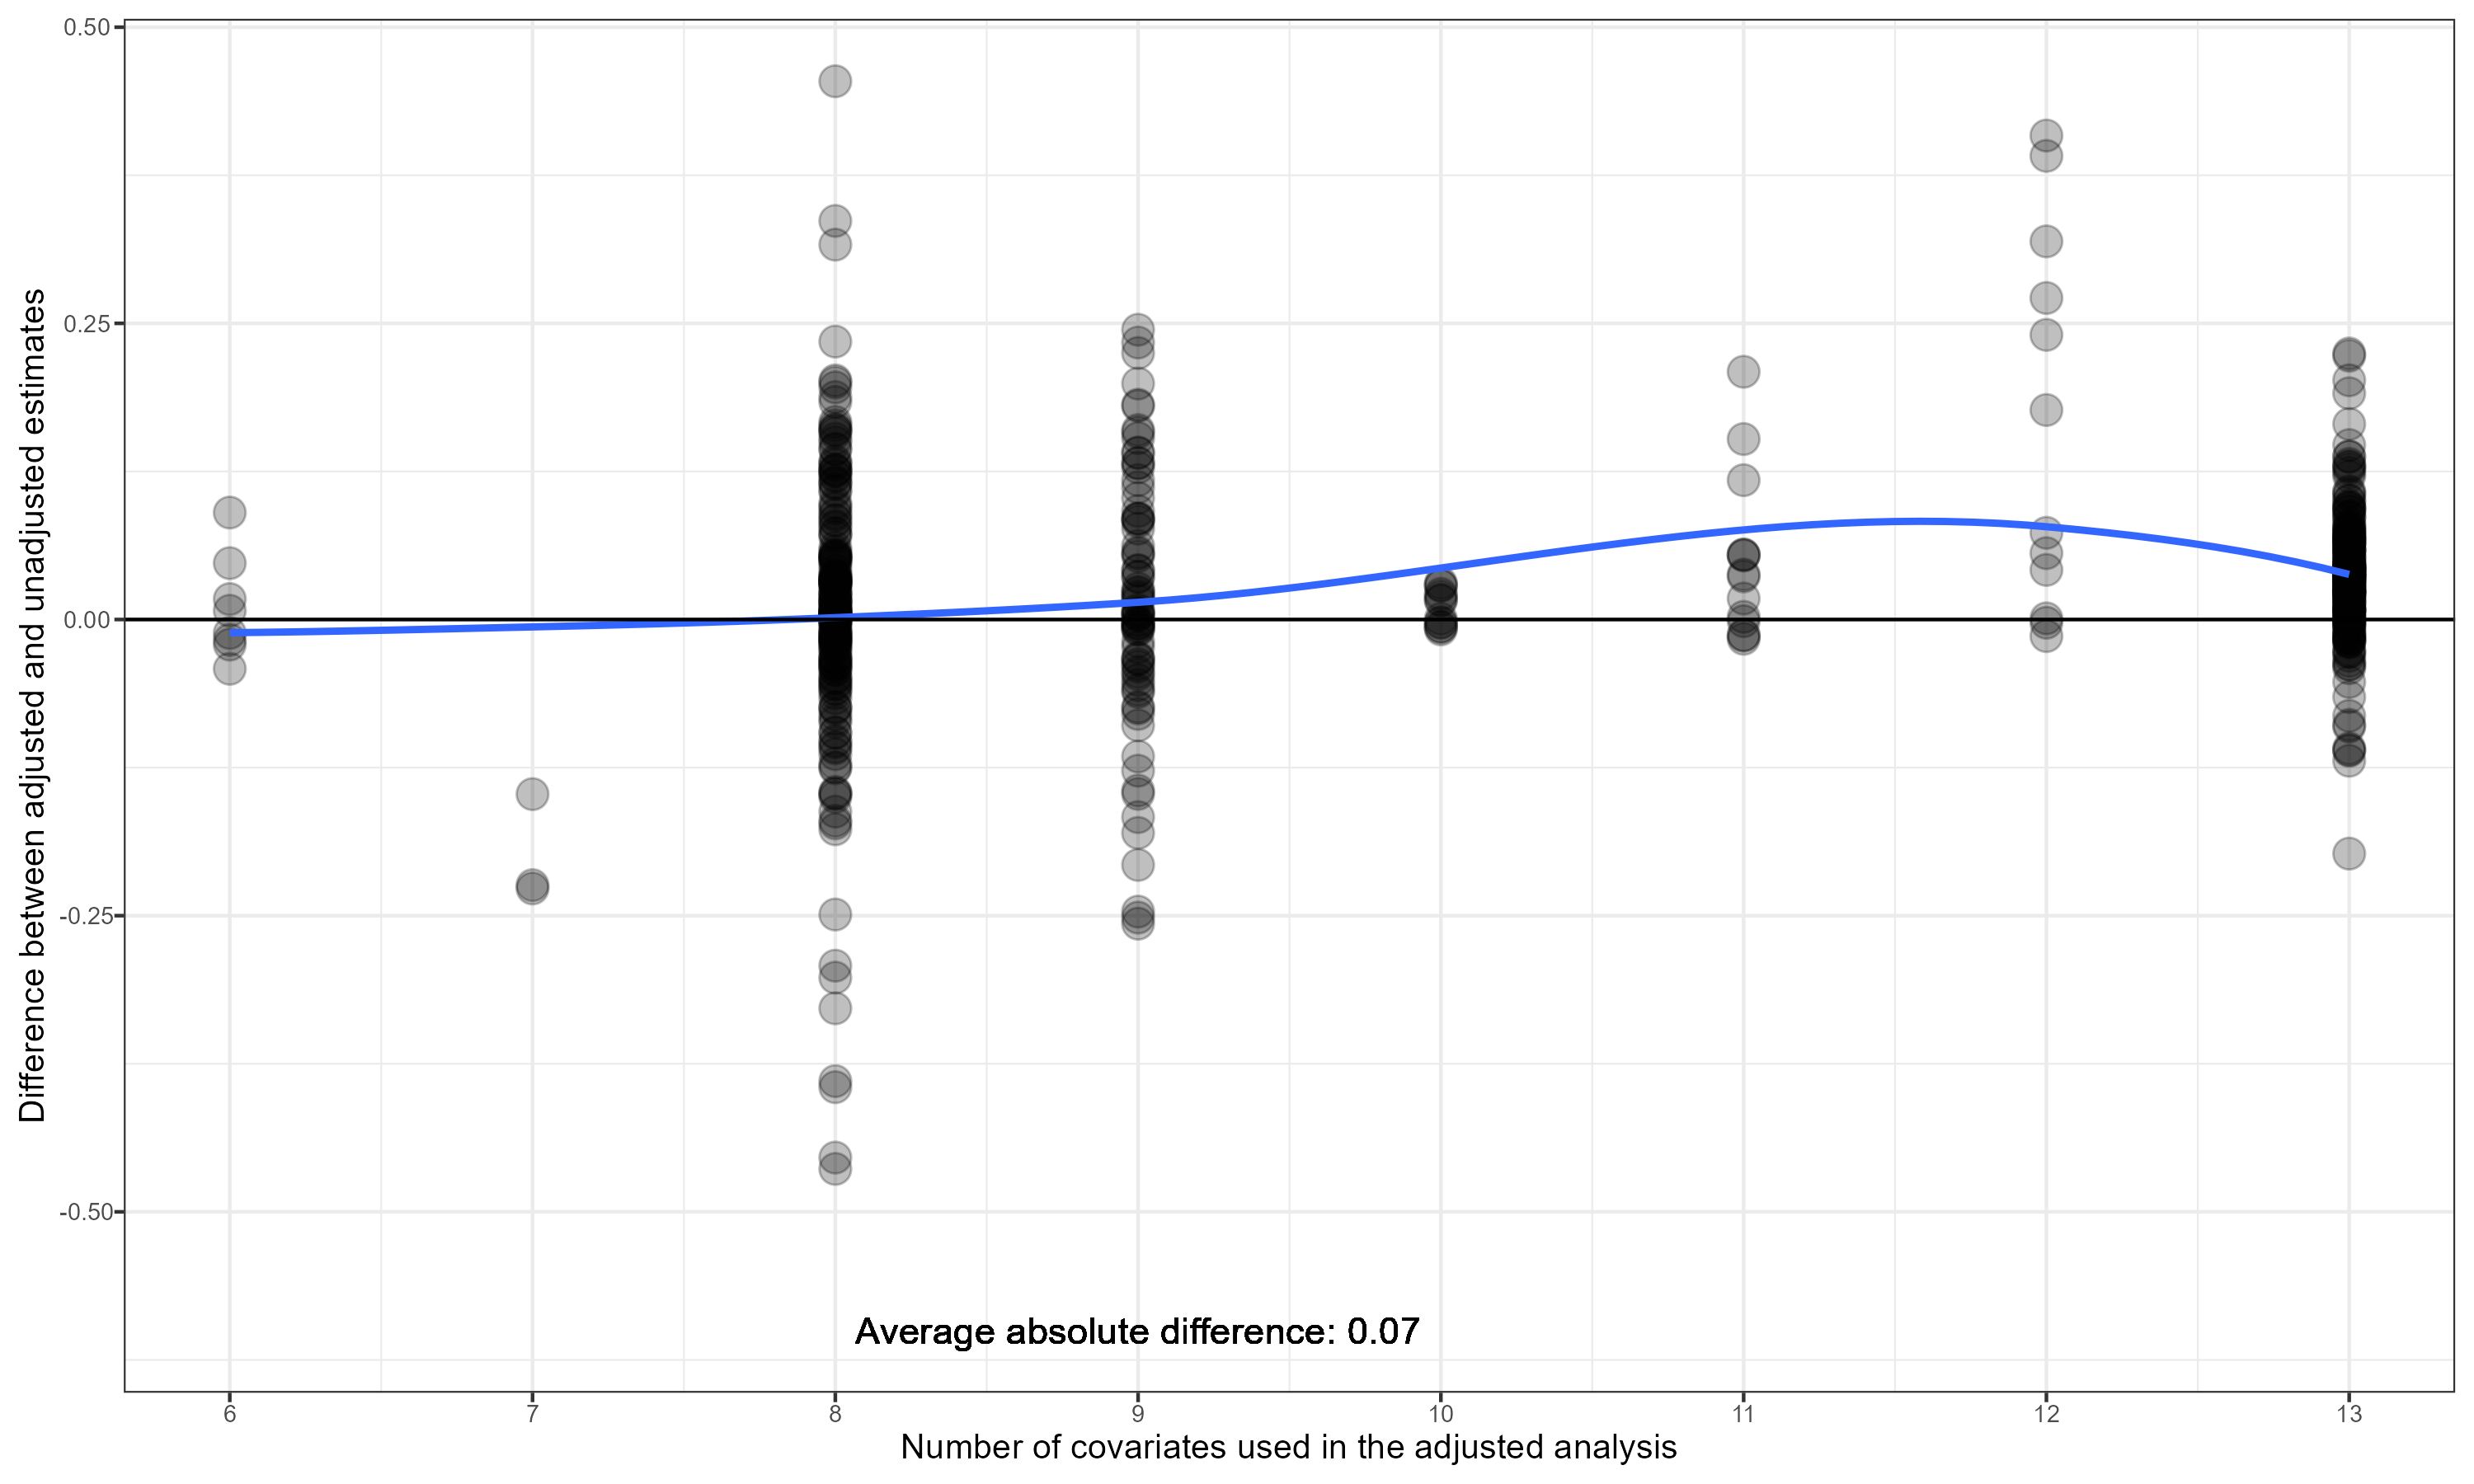 Difference between adjusted and unadjusted estimates
0.50
0.25
0.00
-0.25
-0.50
Average absolute difference: 0.07
6 7 8 9 10 11 12 13
Number of covariates used in the adjusted analysis